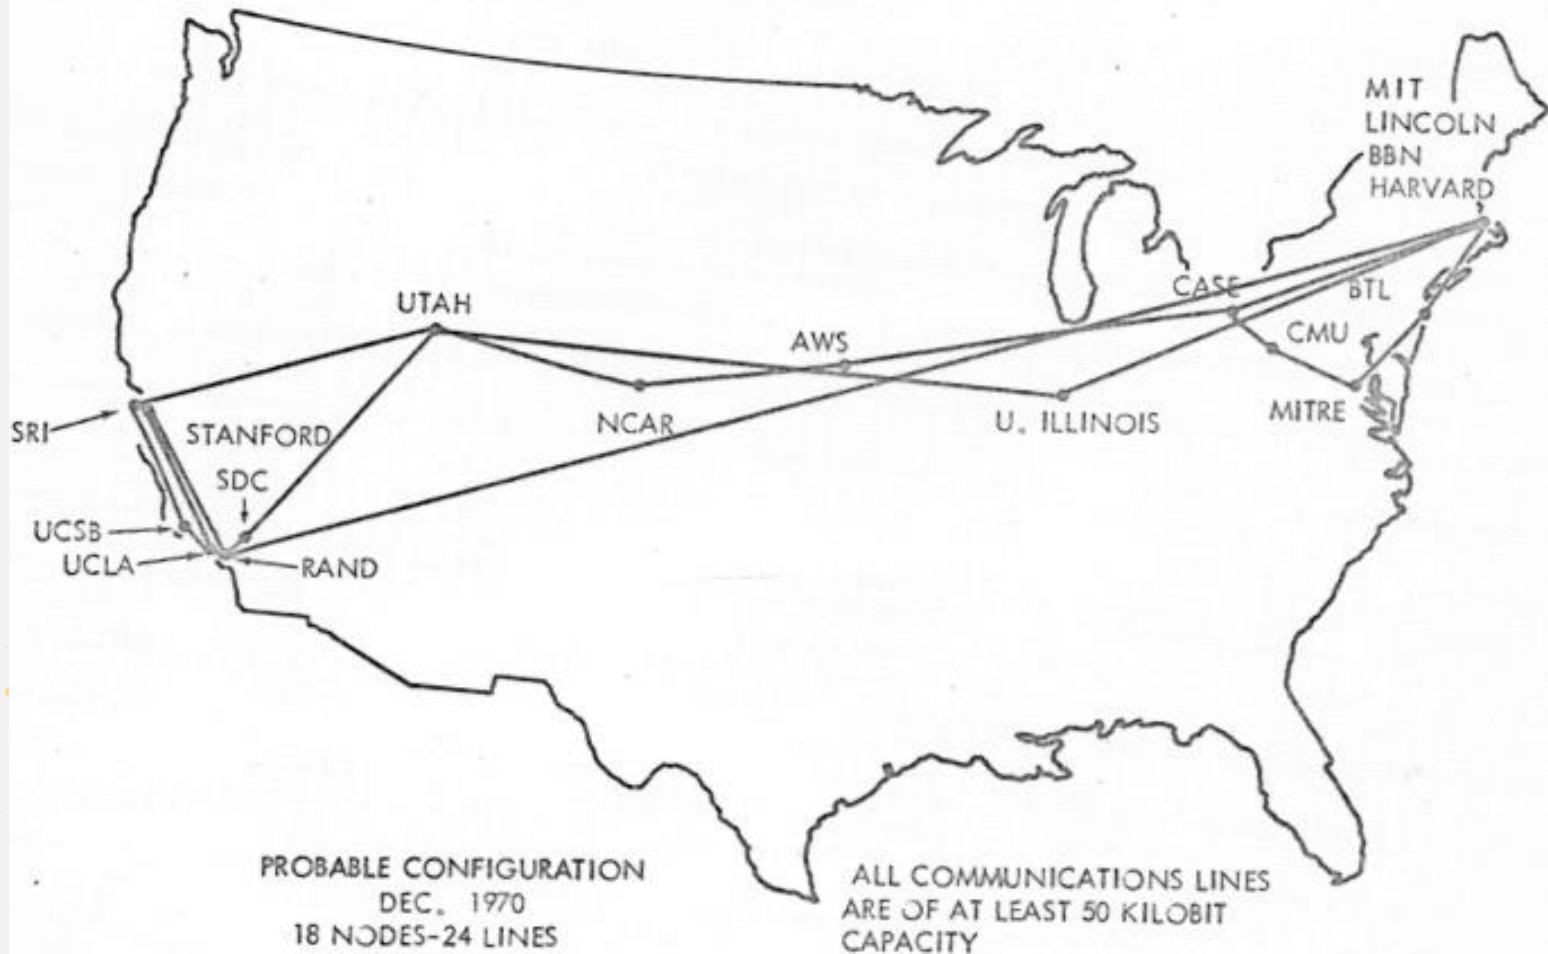 MIT
LINCOLN
BBN
HARVARD
UTAH
CASE
BTL
AWS
CMU
SRI
STANFORD
NCAR
U. ILLINOIS
MITRE
SDC
UCSB
UCLA
RAND
PROBABLE CONFIGURATION
DEC. 1970
18 NODES-24 LINES
ALL COMMUNICATIONS LINES
ARE OF AT LEAST 50 KILOBIT
CAPACITY